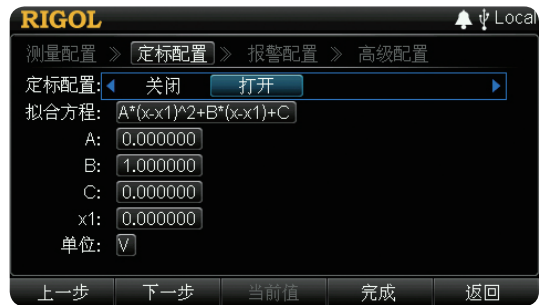 RIGOL Local
测量配置 » 定标配置 » 报警配置 » 高级配置
定标配置: 关闭 打开
拟合方程: A*(x-x1)^2+B*(x-x1)+C
A: 0.000000
B: 1.000000
C: 0.000000
x1: 0.000000
单位: V
上一步 下一步 当前值 完成 返回